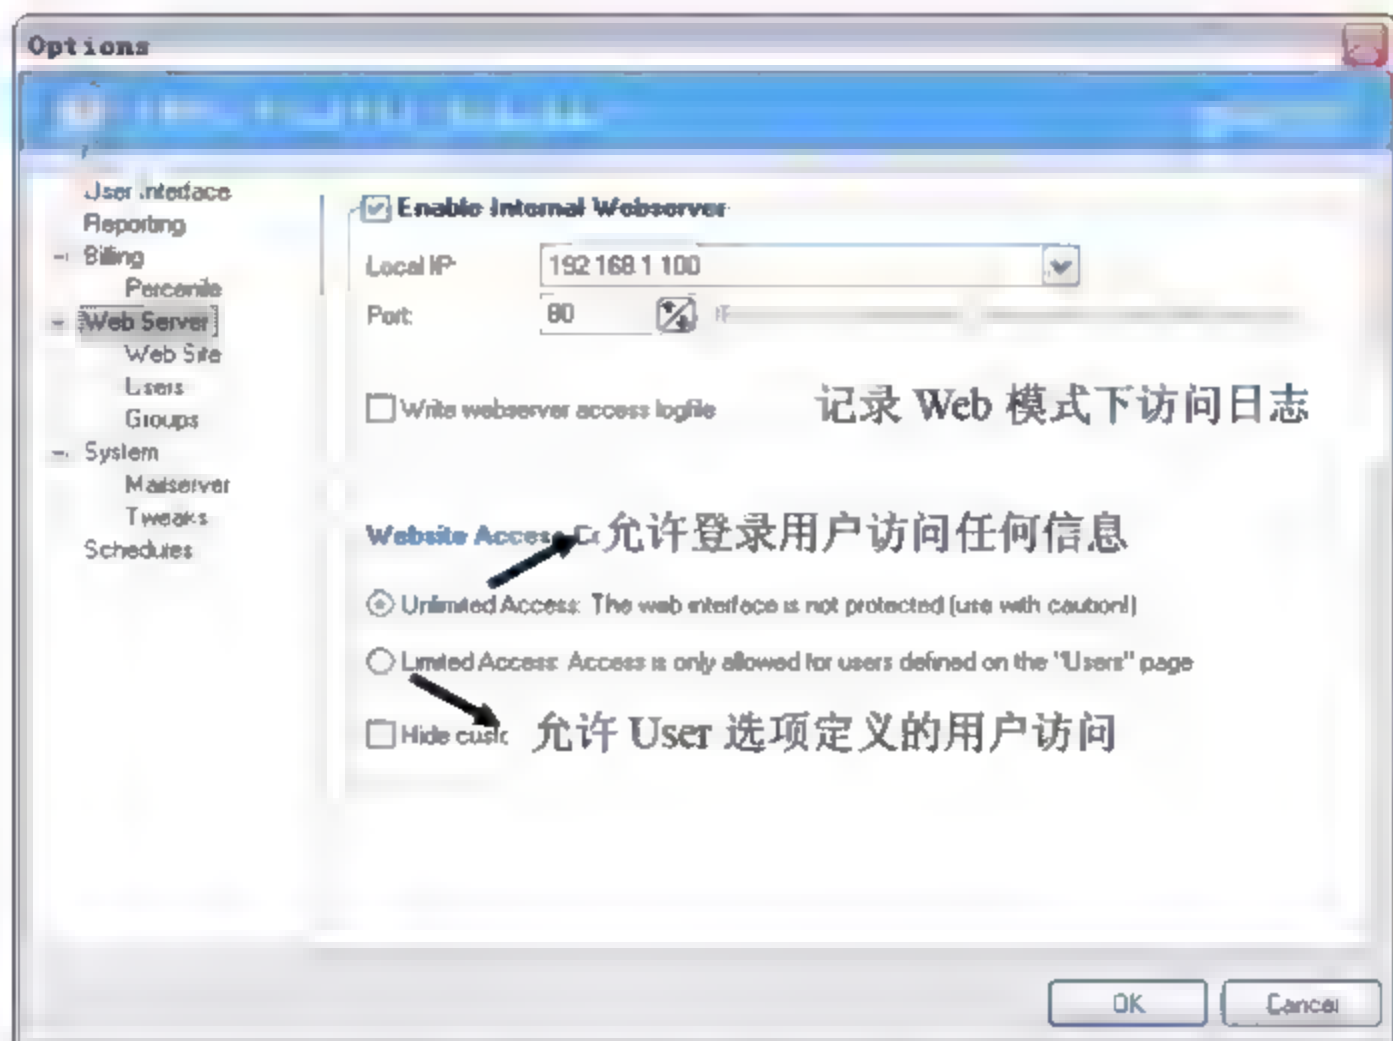 Options
User Interface
Reporting
Billing
Percentile
Web Server
Web Site
Users
Groups
System
Mailserver
Tweaks
Schedules
Enable Internal Webserver
Local IP: 192.168.1.100
Port: 80
Write webserver access logfile 记录 Web 模式下访问日志
Website Access 允许登录用户访问任何信息
Unlimited Access: The web interface is not protected (use with caution!)
Limited Access: Access is only allowed for users defined on the "Users" page
Hide 允许 User 选项定义的用户访问
OK Cancel